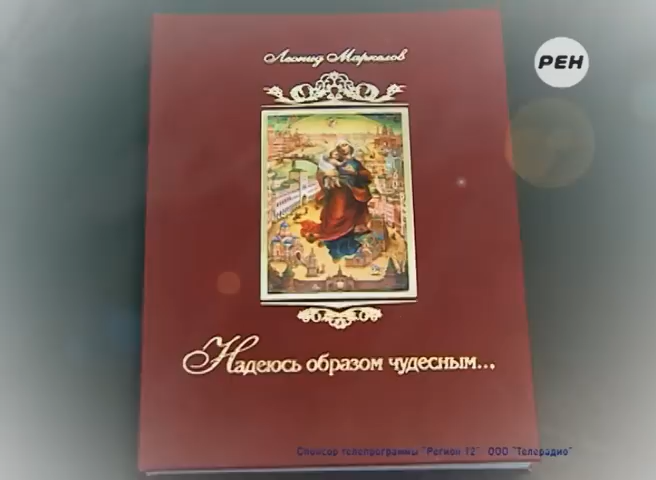 Леонид Маркелов
РЕН
Надеюсь образом чудесным...
Спонсор телепрограммы "Регион 12" ООО "Телерадио"